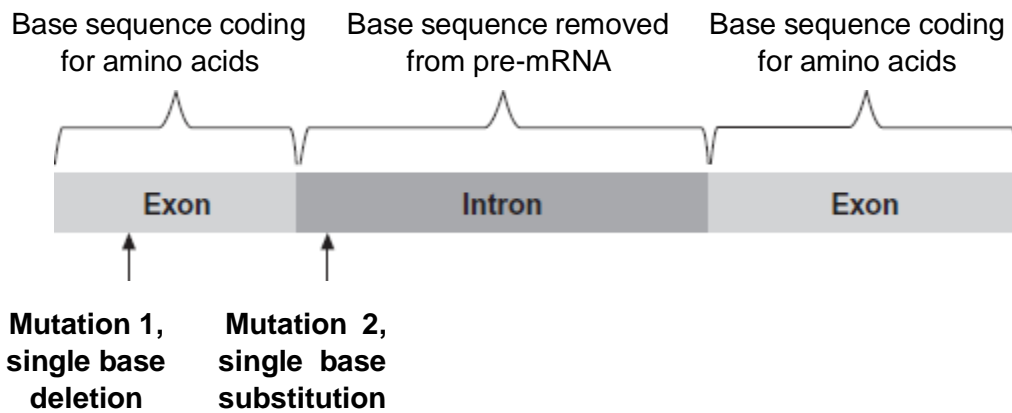 Base sequence coding
for amino acids
Base sequence removed
from pre-mRNA
Base sequence coding
for amino acids
Exon
Intron
Exon
Mutation 1,
single base
deletion
Mutation 2,
single base
substitution